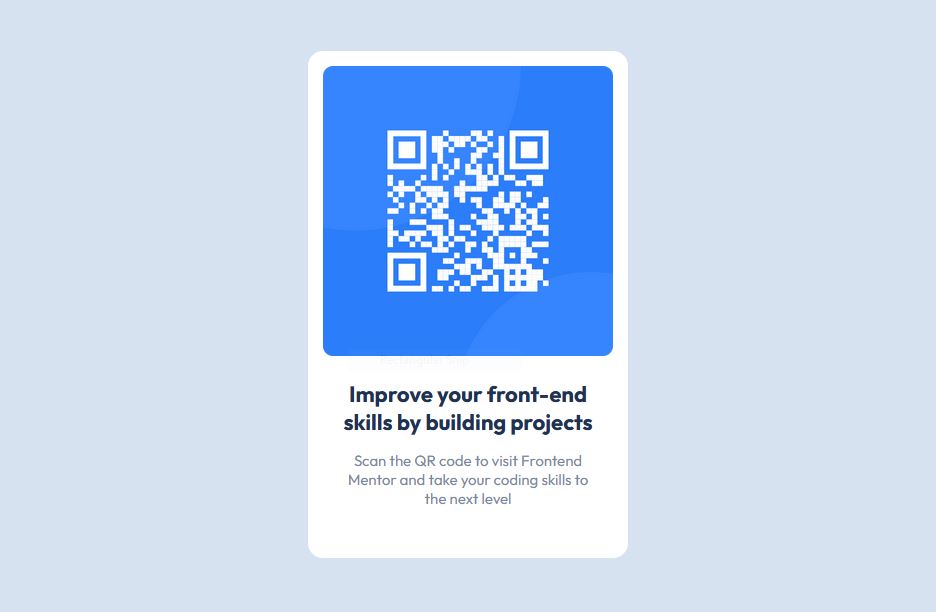 Improve your front-end
skills by building projects
Scan the QR code to visit Frontend
Mentor and take your coding skills to
the next level